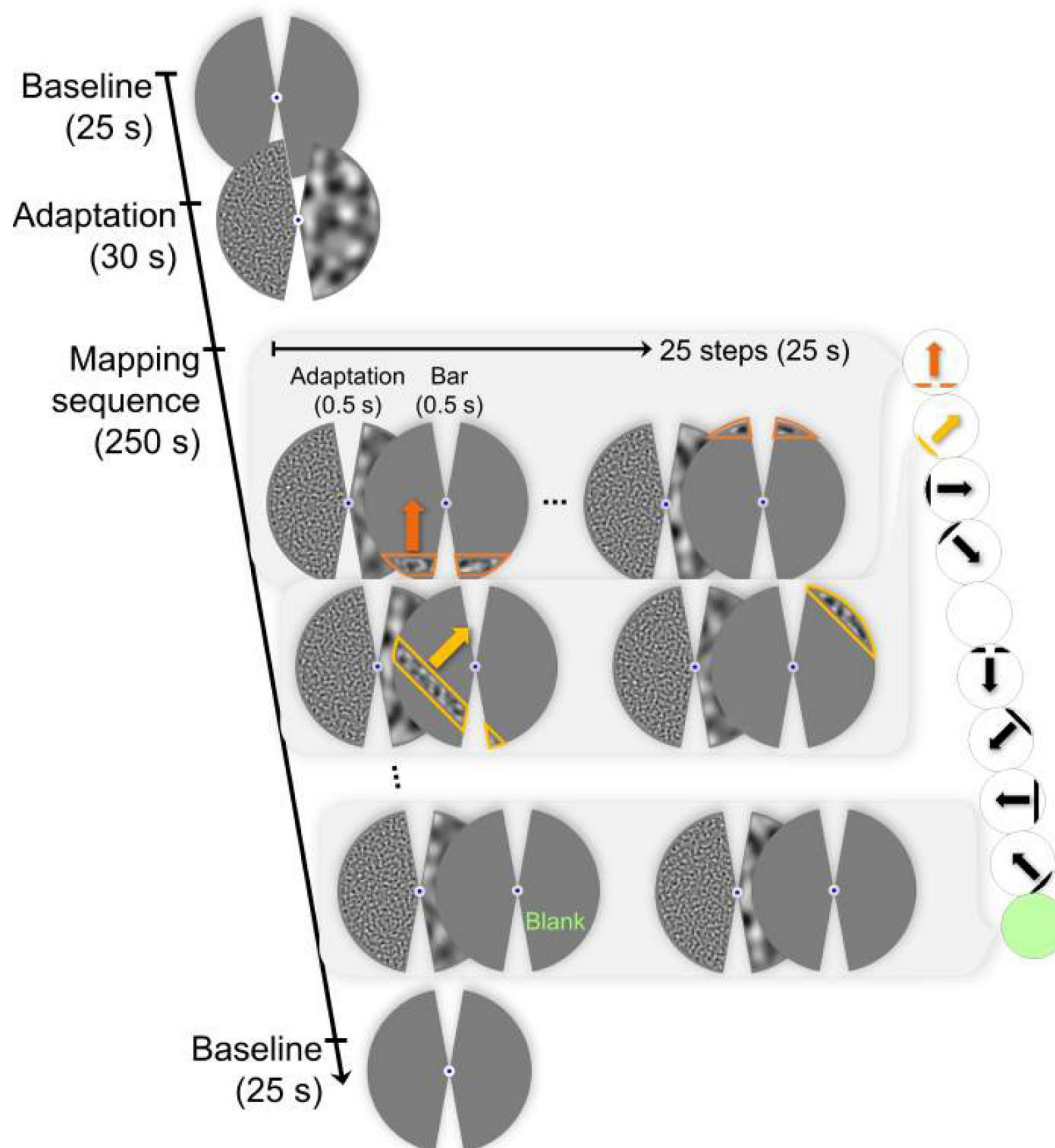 Baseline
(25 s)
Adaptation
(30 s)
Mapping
sequence
(250 s)
25 steps (25 s)
Adaptation
(0.5 s)
Bar
(0.5 s)
...
...
Blank
Baseline
(25 s)